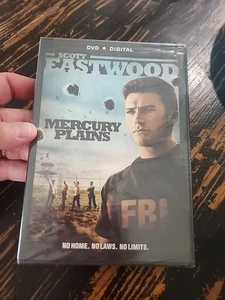 DVD + DIGITAL
SCOTT
EASTWOOD
MERCURY
PLAINS
FBI
NO HOME. NO LAWS. NO LIMITS.